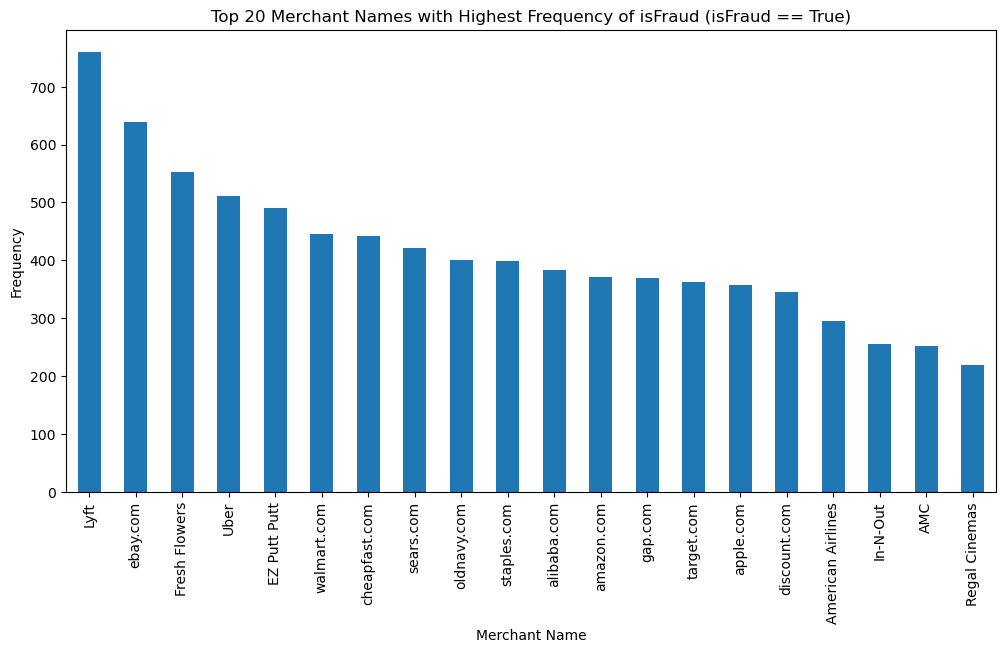 Top 20 Merchant Names with Highest Frequency of isFraud (isFraud == True)
Frequency
700
600
500
400
300
200
100
0
Lyft
ebay.com
Fresh Flowers
Uber
EZ Putt Putt
walmart.com
cheapfast.com
sears.com
oldnavy.com
staples.com
alibaba.com
amazon.com
gap.com
target.com
apple.com
discount.com
American Airlines
In-N-Out
AMC
Regal Cinemas
Merchant Name